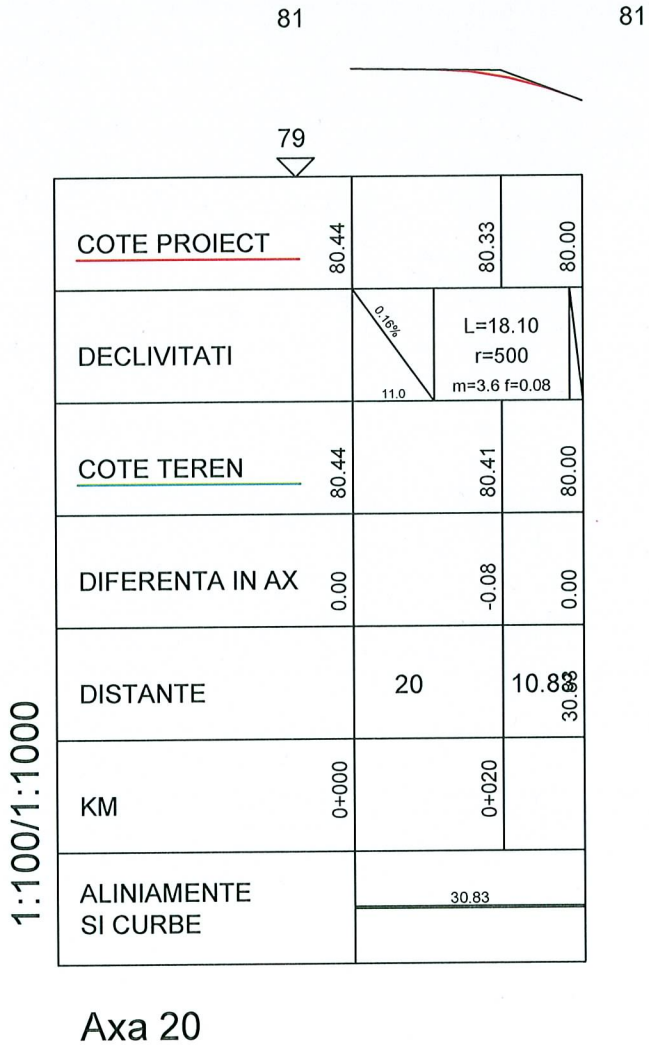 81
81
79
COTE PROIECT 80.44 80.33 80.00
DECLIVITATI 0.16% 11.0
L=18.10
r=500
m=3.6 f=0.08
COTE TEREN 80.44 80.41 80.00
DIFERENTA IN AX 0.00 -0.08 0.00
DISTANTE 20 10.83 30.83
KM 0+000 0+020
ALINIAMENTE
SI CURBE
30.83
1:100/1:1000
Axa 20